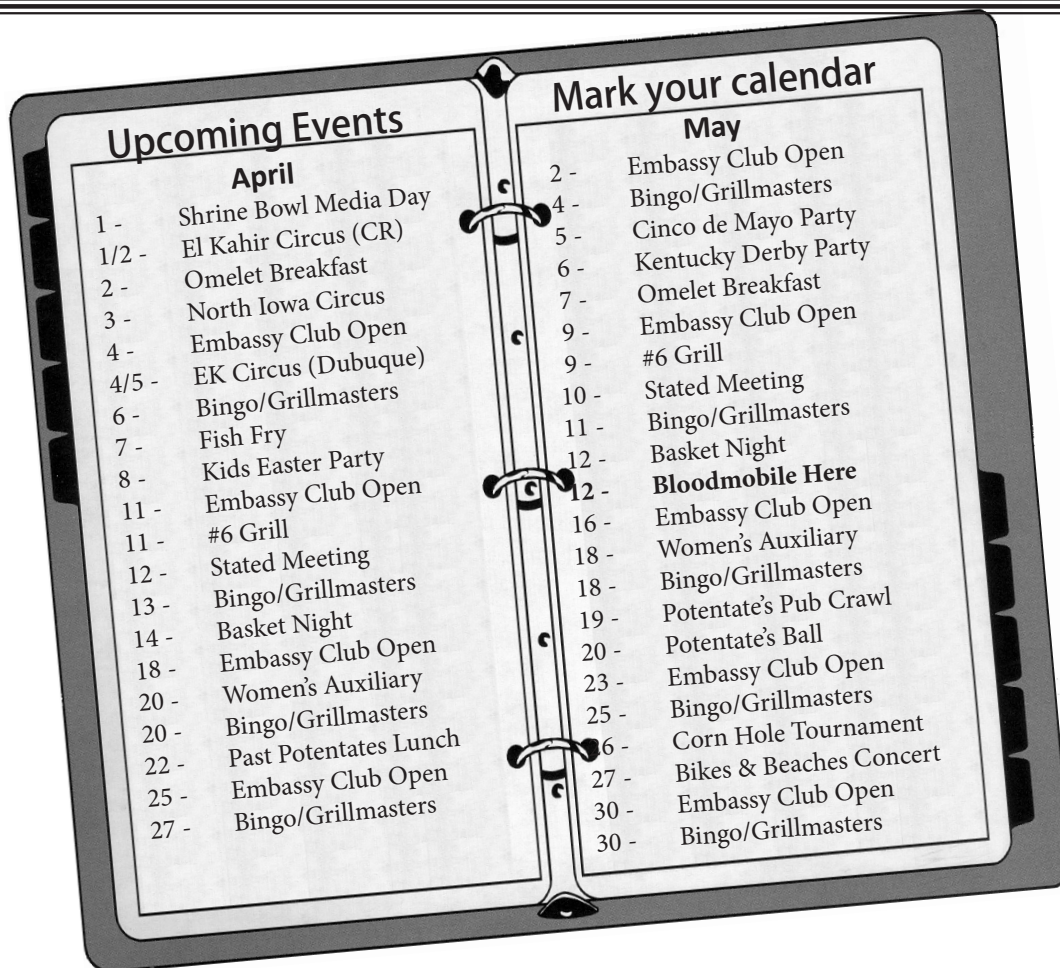 Upcoming Events
April
1 - Shrine Bowl Media Day
1/2 - El Kahir Circus (CR)
2 - Omelet Breakfast
3 - North Iowa Circus
4 - Embassy Club Open
4/5 - EK Circus (Dubuque)
6 - Bingo/Grillmasters
7 - Fish Fry
8 - Kids Easter Party
11 - Embassy Club Open
11 - #6 Grill
12 - Stated Meeting
13 - Bingo/Grillmasters
14 - Basket Night
18 - Embassy Club Open
20 - Women's Auxiliary
20 - Bingo/Grillmasters
22 - Past Potentates Lunch
25 - Embassy Club Open
27 - Bingo/Grillmasters
Mark your calendar
May
2 - Embassy Club Open
4 - Bingo/Grillmasters
5 - Cinco de Mayo Party
6 - Kentucky Derby Party
7 - Omelet Breakfast
9 - Embassy Club Open
9 - #6 Grill
10 - Stated Meeting
11 - Bingo/Grillmasters
12 - Basket Night
12 - Bloodmobile Here
16 - Embassy Club Open
18 - Women's Auxiliary
18 - Bingo/Grillmasters
19 - Potentate's Pub Crawl
20 - Potentate's Ball
23 - Embassy Club Open
25 - Bingo/Grillmasters
26 - Corn Hole Tournament
27 - Bikes & Beaches Concert
30 - Embassy Club Open
30 - Bingo/Grillmasters